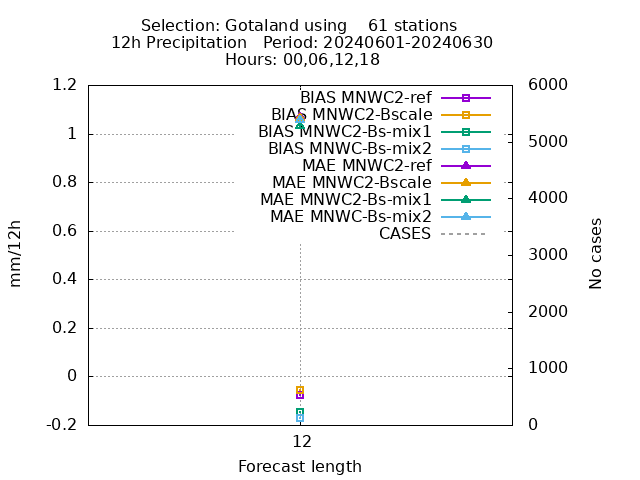 Selection: Gotaland using    61 stations
12h Precipitation   Period: 20240601-20240630
Hours: 00,06,12,18
1.2
1
0.8
0.6
0.4
0.2
0
-0.2
mm/12h
BIAS MNWC2-ref
BIAS MNWC2-Bscale
BIAS MNWC2-Bs-mix1
BIAS MNWC-Bs-mix2
MAE MNWC2-ref
MAE MNWC2-Bscale
MAE MNWC2-Bs-mix1
MAE MNWC-Bs-mix2
CASES
6000
5000
4000
3000
2000
1000
0
No cases
12
Forecast length